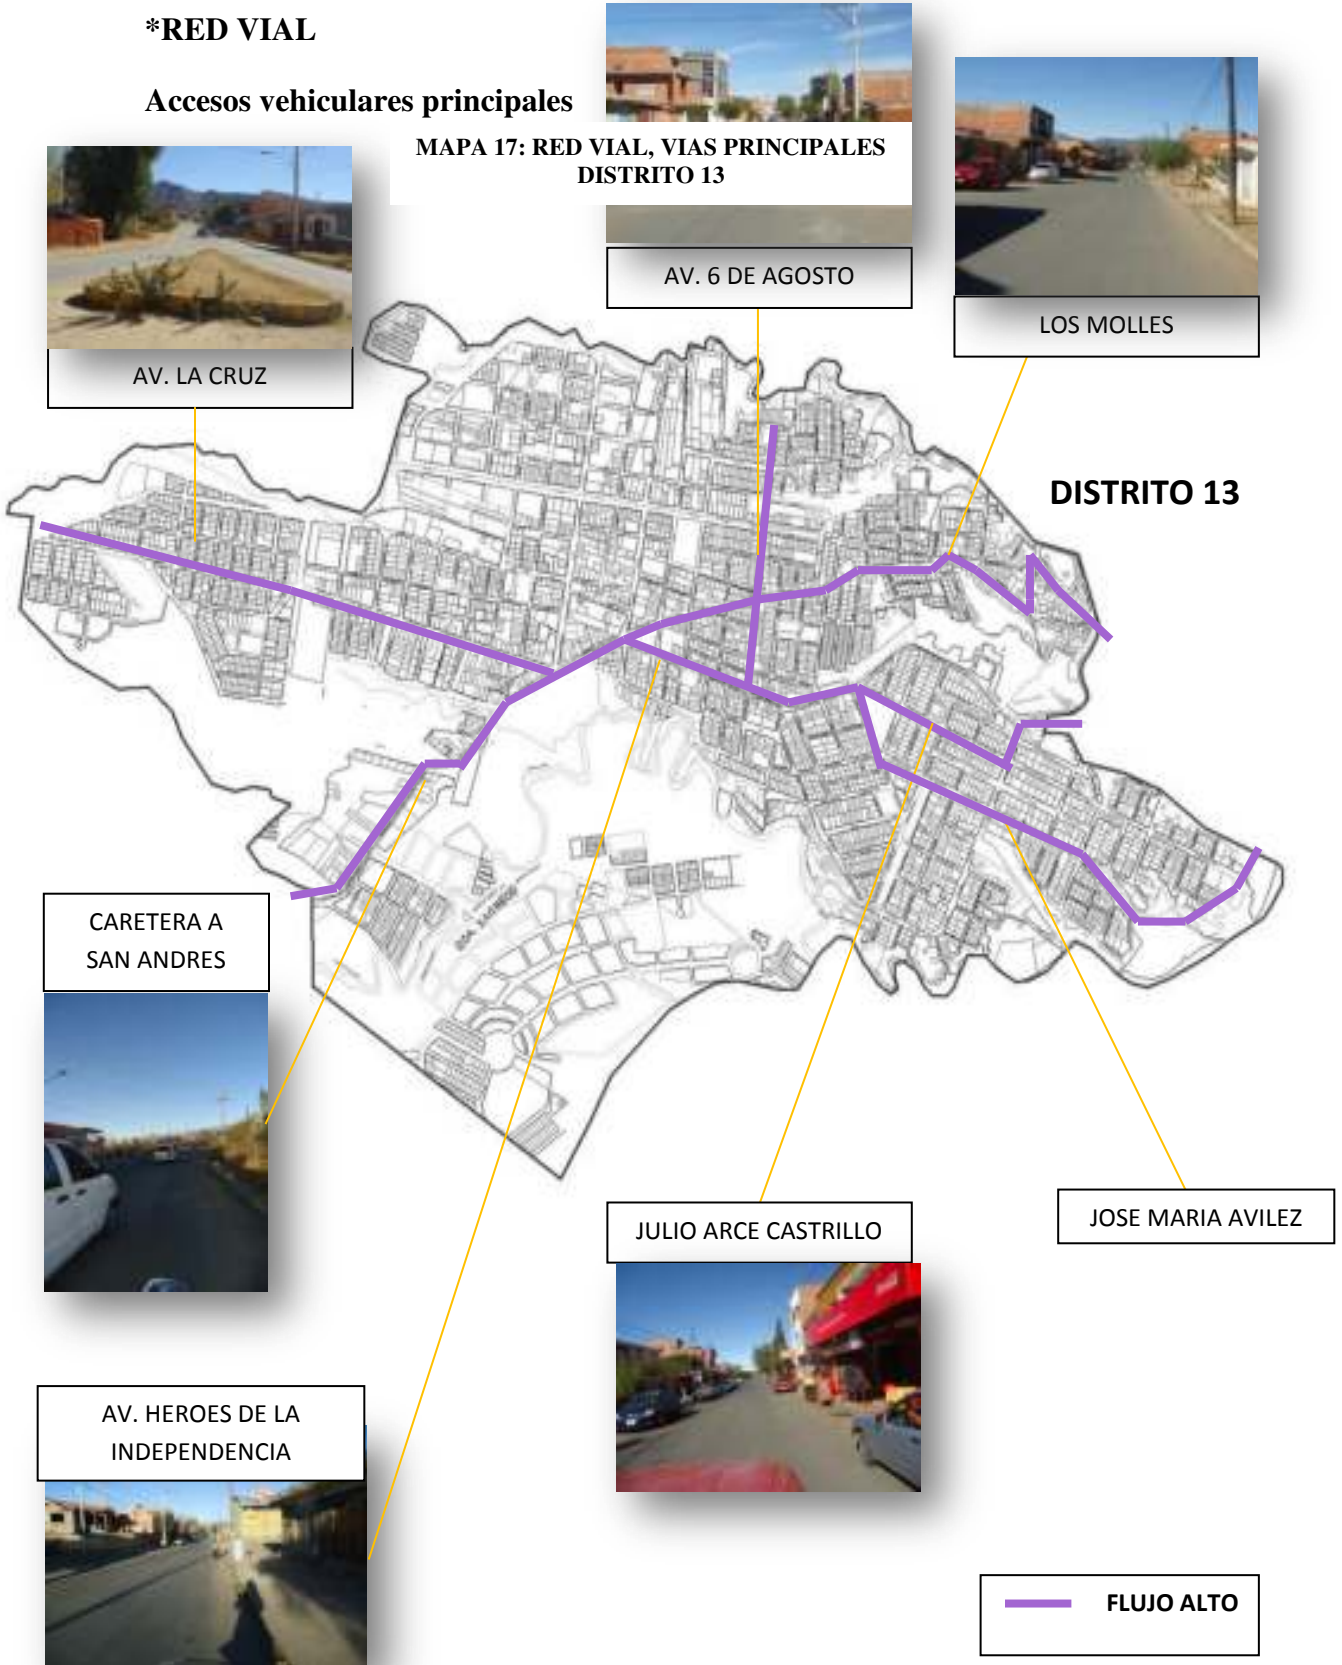 *RED VIAL
Accesos vehiculares principales
MAPA 17: RED VIAL, VIAS PRINCIPALES
DISTRITO 13
AV. 6 DE AGOSTO
LOS MOLLES
AV. LA CRUZ
DISTRITO 13
CARETERA A
SAN ANDRES
JULIO ARCE CASTRILLO
JOSE MARIA AVILEZ
AV. HEROES DE LA
INDEPENDENCIA
FLUJO ALTO